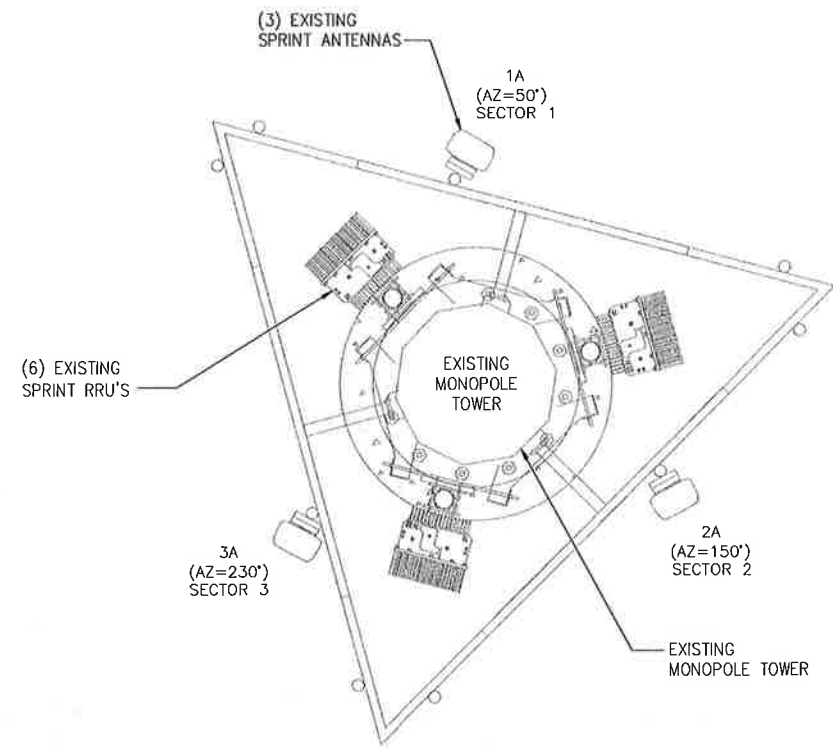 (3) EXISTING
SPRINT ANTENNAS
1A
(AZ=50°)
SECTOR 1
(6) EXISTING
SPRINT RRU'S
EXISTING
MONOPOLE
TOWER
2A
(AZ=150°)
SECTOR 2
3A
(AZ=230°)
SECTOR 3
EXISTING
MONOPOLE TOWER